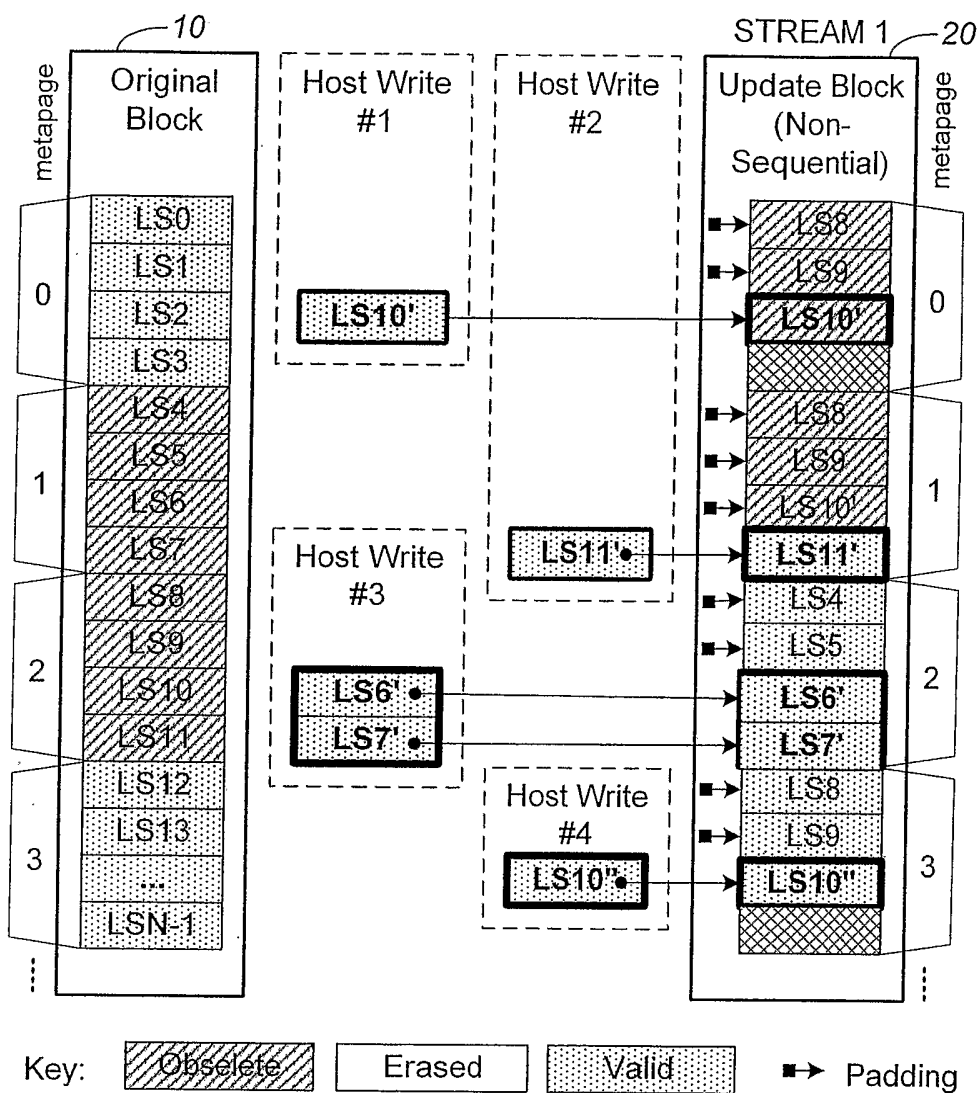 10
STREAM 1
20
metapage
Original
Block
Host Write
#1
Host Write
#2
Update Block
(Non-
Sequential)
metapage
LS0
LS1
LS2
LS3
0
LS4
LS5
LS6
LS7
1
LS8
LS9
LS10
LS11
2
LS12
LS13
...
LSN-1
3
LS10'
LS11'
Host Write
#3
LS6'
LS7'
Host Write
#4
LS10"
LS8
LS9
LS10'
0
LS8
LS9
LS10'
LS11'
1
LS4
LS5
LS6'
LS7'
2
LS8
LS9
LS10"
3
Key:
Obselete
Erased
Valid
Padding